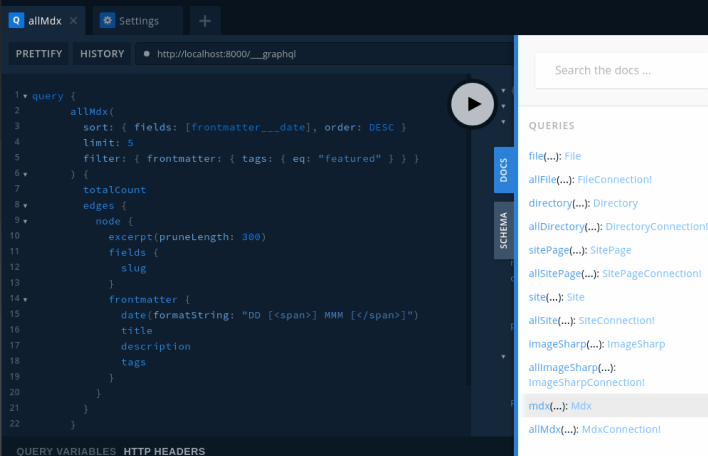 allMdx
Settings
PRETTIFY HISTORY http://localhost:8000/___graphql
1 query {
2 allMdx(
3 sort: { fields: [frontmatter___date], order: DESC }
4 limit: 5
5 filter: { frontmatter: { tags: { eq: "featured" } } }
6 ) {
7 totalCount
8 edges {
9 node {
10 excerpt(pruneLength: 300)
11 fields {
12 slug
13 }
14 frontmatter {
15 date(formatString: "DD [<span>] MMM [</span>]")
16 title
17 description
18 tags
19 }
20 }
21 }
22 }
QUERY VARIABLES HTTP HEADERS
DOCS
SCHEMA
Search the docs ...
QUERIES
file(...): File
allFile(...): FileConnection!
directory(...): Directory
allDirectory(...): DirectoryConnection!
sitePage(...): SitePage
allSitePage(...): SitePageConnection!
site(...): Site
allSite(...): SiteConnection!
imageSharp(...): ImageSharp
allImageSharp(...):
ImageSharpConnection!
mdx(...): Mdx
allMdx(...): MdxConnection!